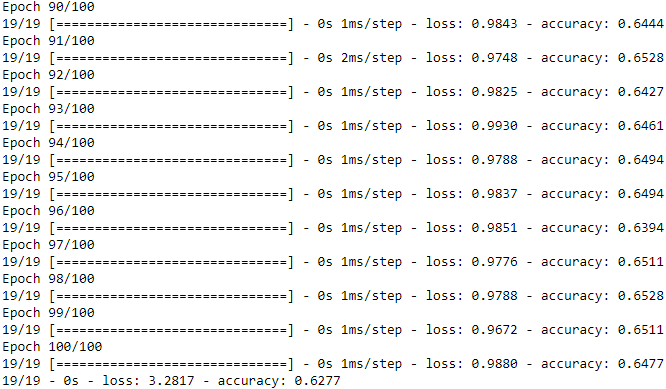 Epoch 90/100
19/19 [==============================] - 0s 1ms/step - loss: 0.9843 - accuracy: 0.6444
Epoch 91/100
19/19 [==============================] - 0s 2ms/step - loss: 0.9748 - accuracy: 0.6528
Epoch 92/100
19/19 [==============================] - 0s 1ms/step - loss: 0.9825 - accuracy: 0.6427
Epoch 93/100
19/19 [==============================] - 0s 1ms/step - loss: 0.9930 - accuracy: 0.6461
Epoch 94/100
19/19 [==============================] - 0s 1ms/step - loss: 0.9788 - accuracy: 0.6494
Epoch 95/100
19/19 [==============================] - 0s 1ms/step - loss: 0.9837 - accuracy: 0.6494
Epoch 96/100
19/19 [==============================] - 0s 1ms/step - loss: 0.9851 - accuracy: 0.6394
Epoch 97/100
19/19 [==============================] - 0s 1ms/step - loss: 0.9776 - accuracy: 0.6511
Epoch 98/100
19/19 [==============================] - 0s 1ms/step - loss: 0.9788 - accuracy: 0.6528
Epoch 99/100
19/19 [==============================] - 0s 1ms/step - loss: 0.9672 - accuracy: 0.6511
Epoch 100/100
19/19 [==============================] - 0s 1ms/step - loss: 0.9880 - accuracy: 0.6477
19/19 - 0s - loss: 3.2817 - accuracy: 0.6277